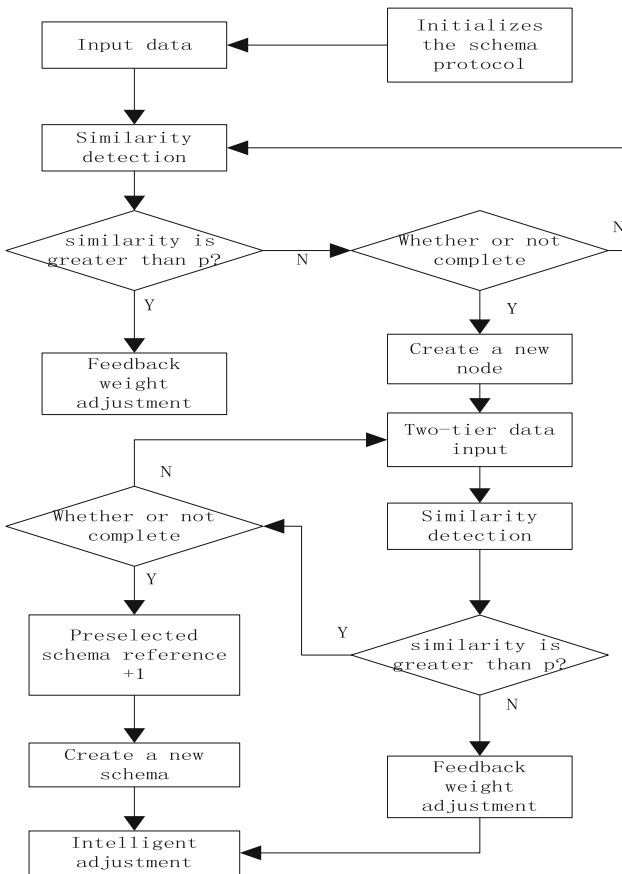 Input data
Initializes
the schema
protocol
Similarity
detection
similarity is
greater than p?
N
Whether or not
complete
N
Y
Y
Feedback
weight
adjustment
Create a new
node
Two-tier data
input
N
Whether or not
complete
Similarity
detection
Y
Preselected
schema reference
+1
Y
similarity is
greater than p?
N
Create a new
schema
Feedback
weight
adjustment
Intelligent
adjustment